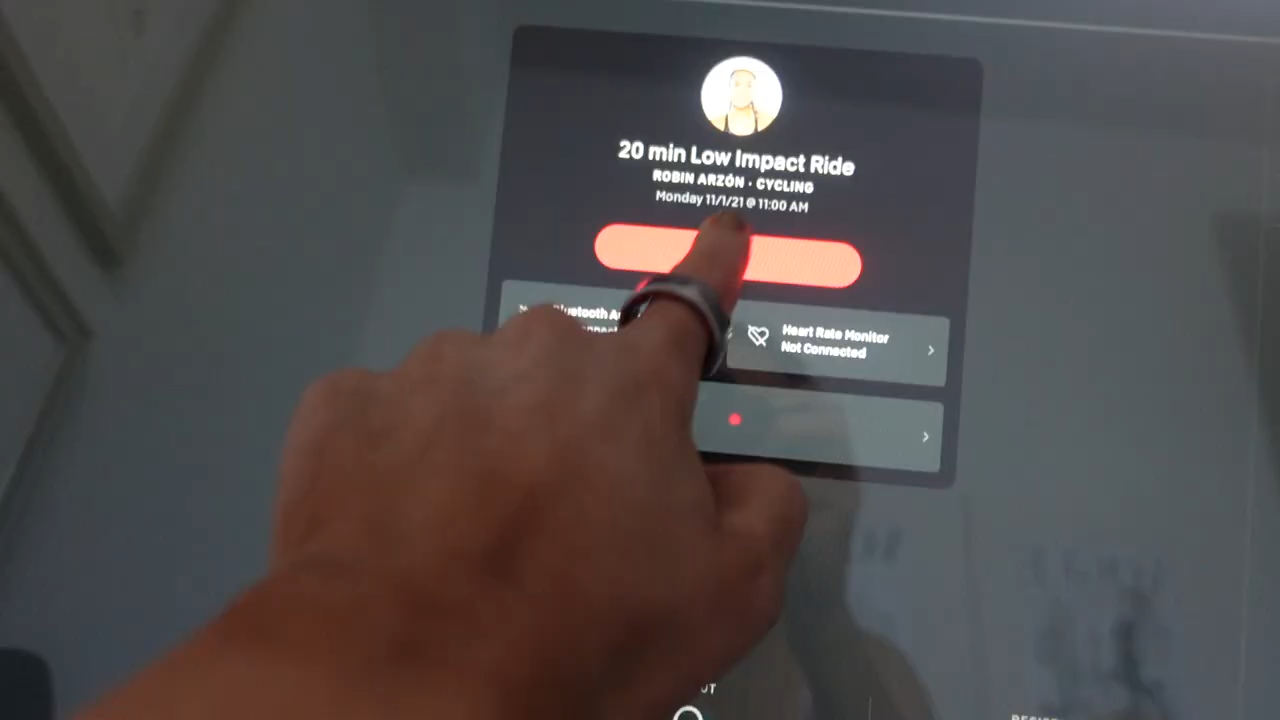 20 min Low Impact Ride
ROBIN ARZÓN · CYCLING
Monday 11/1/21 @ 11:00 AM
Bluetooth
Heart Rate Monitor
Not Connected